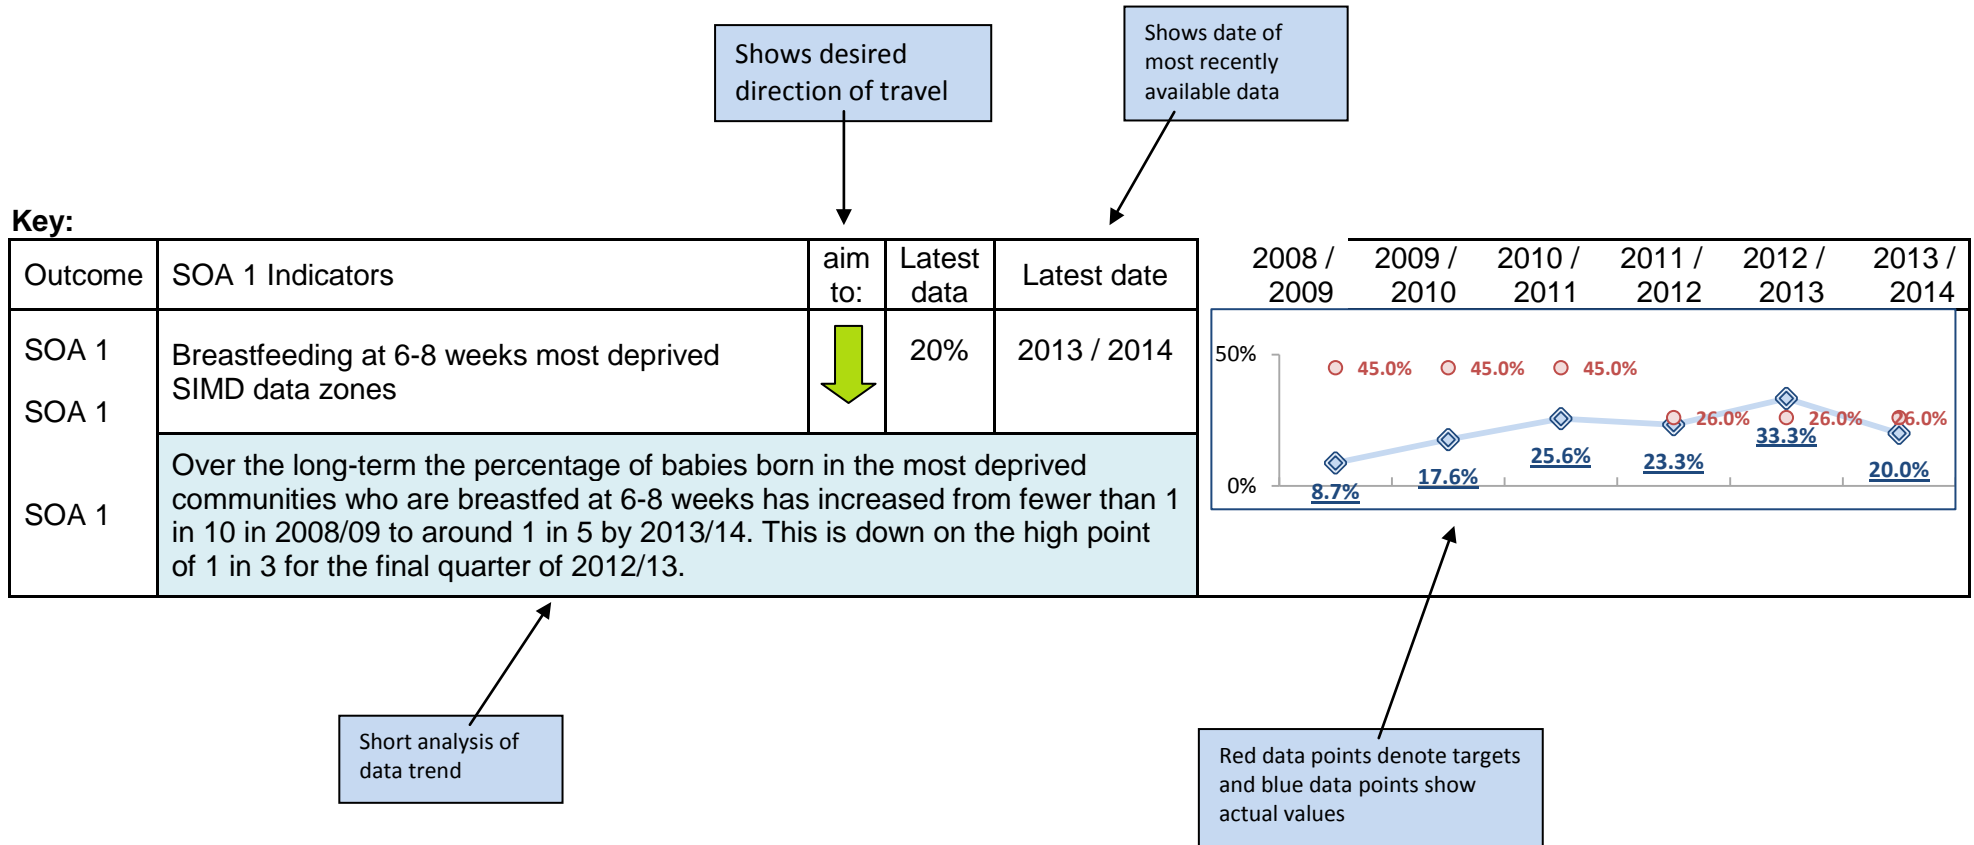 Shows desired
direction of travel
Shows date of
most recently
available data
Key:
Outcome
SOA 1 Indicators
aim
to:
Latest
data
Latest date
2008 /
2009
2009 /
2010
2010 /
2011
2011 /
2012
2012 /
2013
2013 /
2014
SOA 1
SOA 1
SOA 1
Breastfeeding at 6-8 weeks most deprived
SIMD data zones
20%
2013 / 2014
50%
0%
45.0%
45.0%
45.0%
26.0%
26.0%
26.0%
8.7%
17.6%
25.6%
23.3%
33.3%
20.0%
Over the long-term the percentage of babies born in the most deprived
communities who are breastfed at 6-8 weeks has increased from fewer than 1
in 10 in 2008/09 to around 1 in 5 by 2013/14. This is down on the high point
of 1 in 3 for the final quarter of 2012/13.
Short analysis of
data trend
Red data points denote targets
and blue data points show
actual values